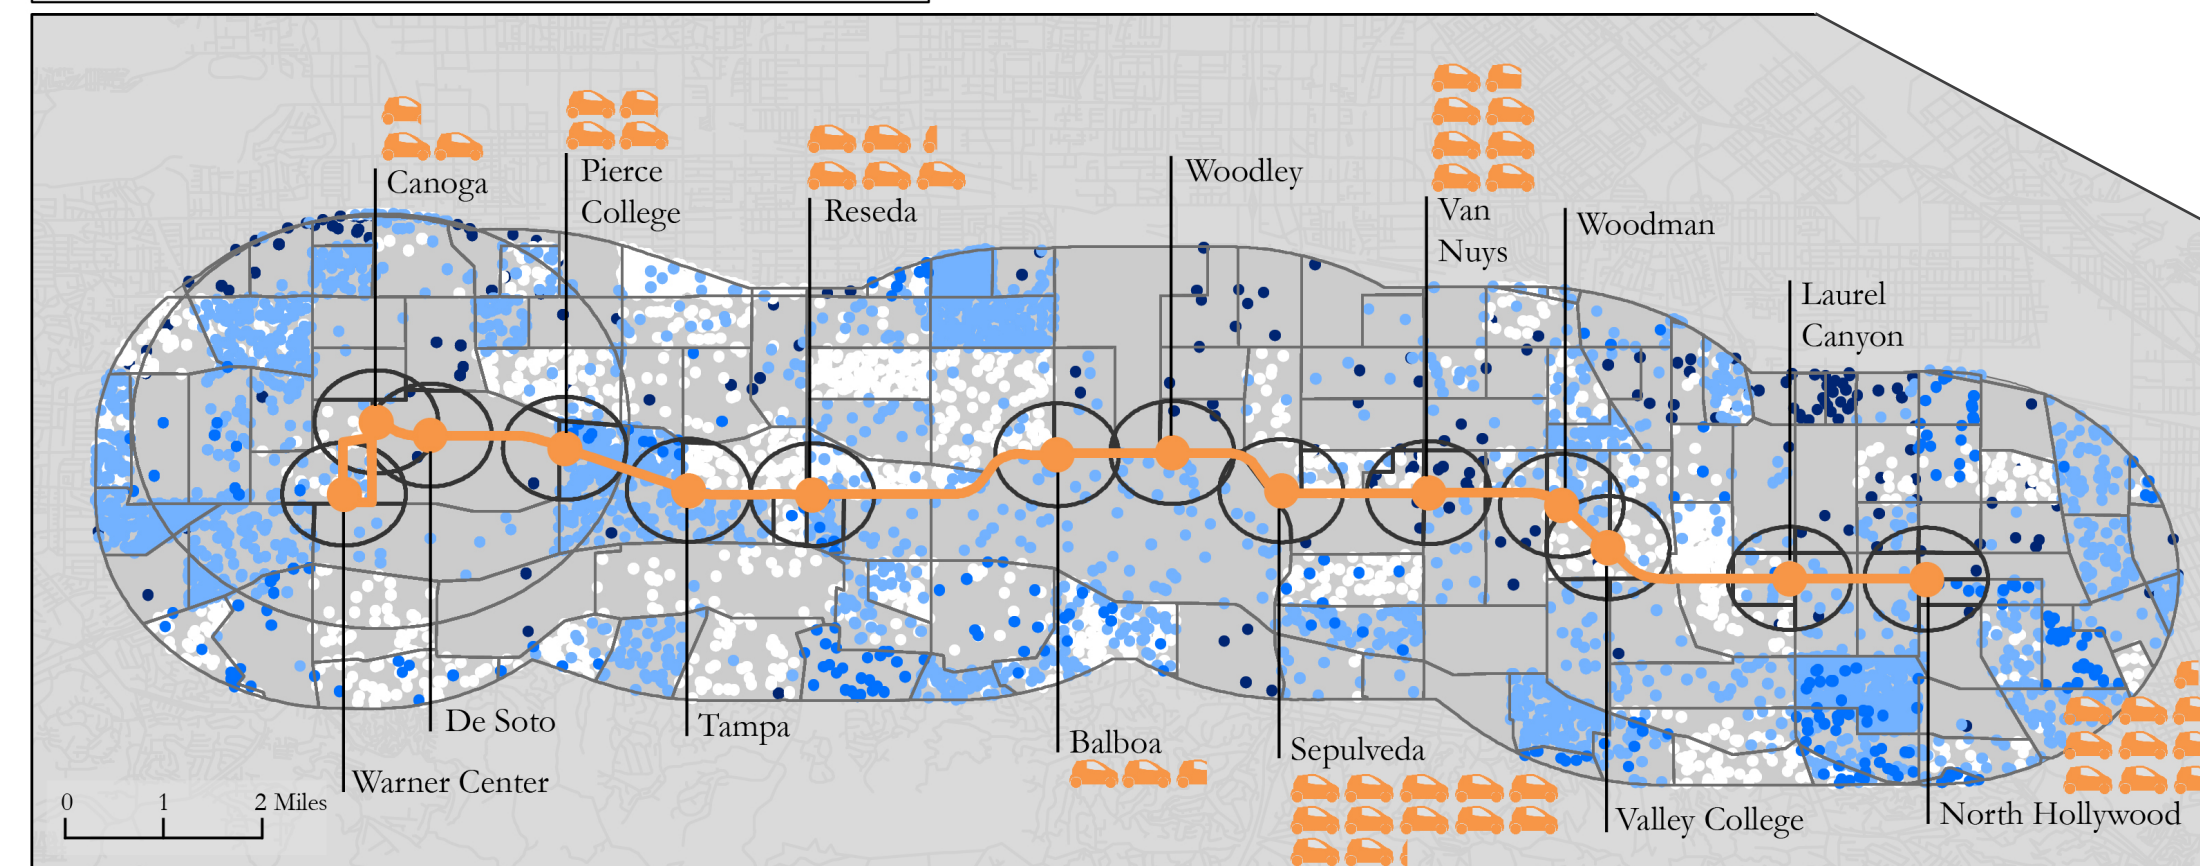 Canoga
Pierce
College
Reseda
Woodley
Van
Nuys
Woodman
Laurel
Canyon
De Soto
Warner Center
Tampa
Balboa
Sepulveda
Valley College
North Hollywood
0 1 2 Miles